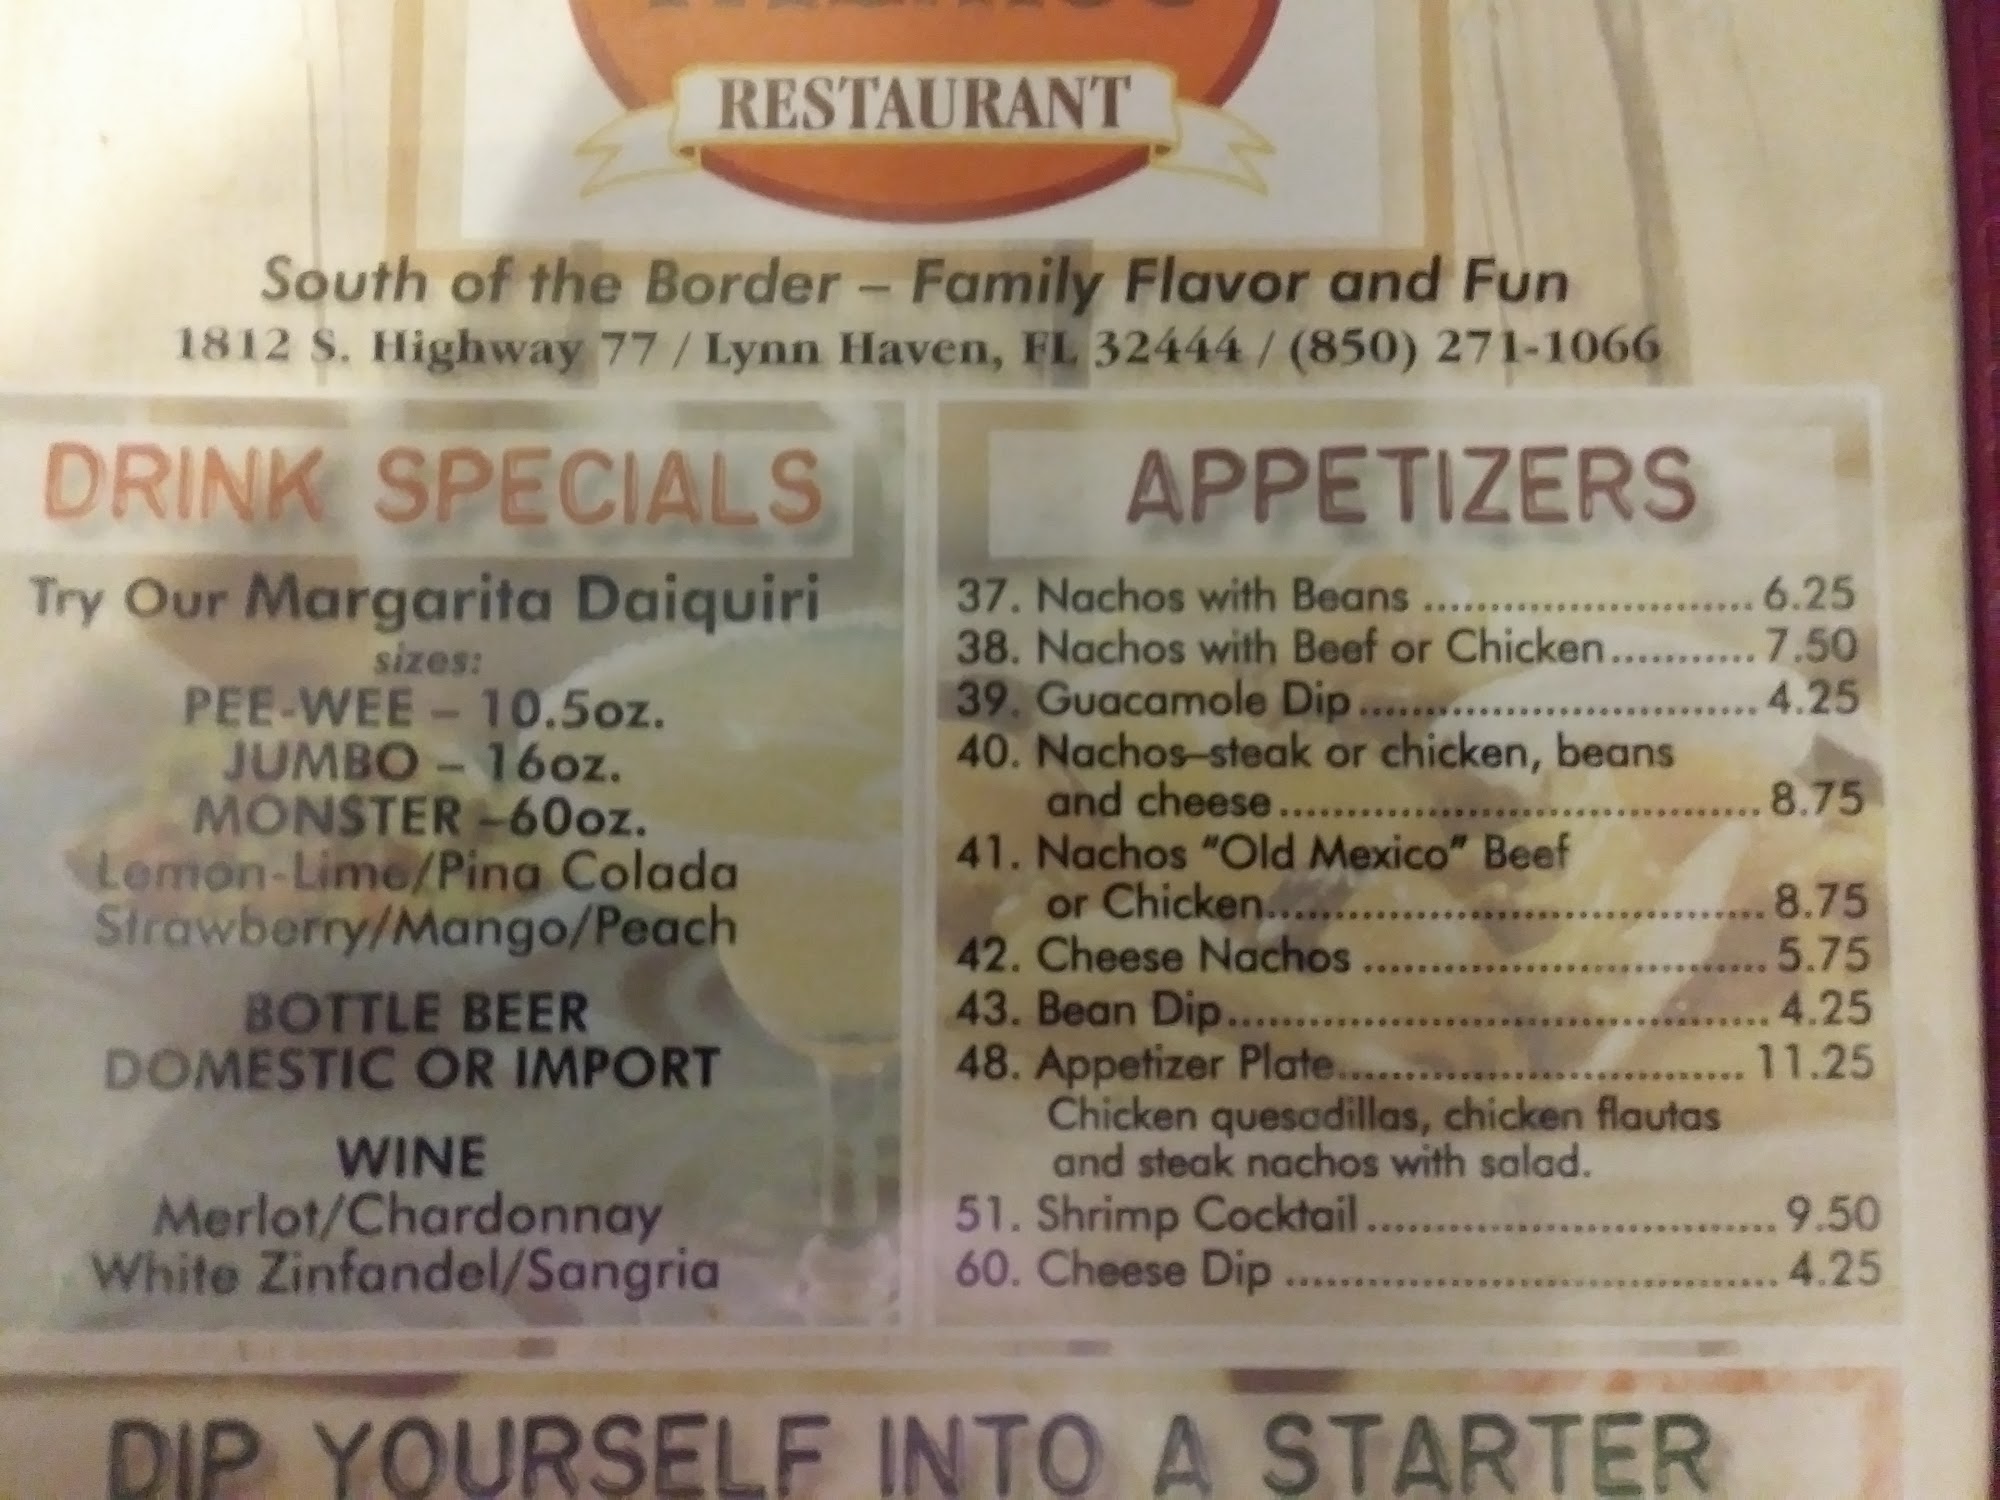 RESTAURANT
South of the Border – Family Flavor and Fun
1812 S. Highway 77 / Lynn Haven, FL 32444 / (850) 271-1066
DRINK SPECIALS
Try Our Margarita Daiquiri
sizes:
PEE-WEE – 10.5oz.
JUMBO – 16oz.
MONSTER –60oz.
Lemon-Lime/Pina Colada
Strawberry/Mango/Peach
BOTTLE BEER
DOMESTIC OR IMPORT
WINE
Merlot/Chardonnay
White Zinfandel/Sangria
APPETIZERS
37. Nachos with Beans ......................... 6.25
38. Nachos with Beef or Chicken........... 7.50
39. Guacamole Dip.............................. 4.25
40. Nachos–steak or chicken, beans
and cheese.................................... 8.75
41. Nachos "Old Mexico" Beef
or Chicken..................................... 8.75
42. Cheese Nachos .............................. 5.75
43. Bean Dip......................................... 4.25
48. Appetizer Plate............................... 11.25
Chicken quesadillas, chicken flautas
and steak nachos with salad.
51. Shrimp Cocktail............................... 9.50
60. Cheese Dip ..................................... 4.25
DIP YOURSELF INTO A STARTER